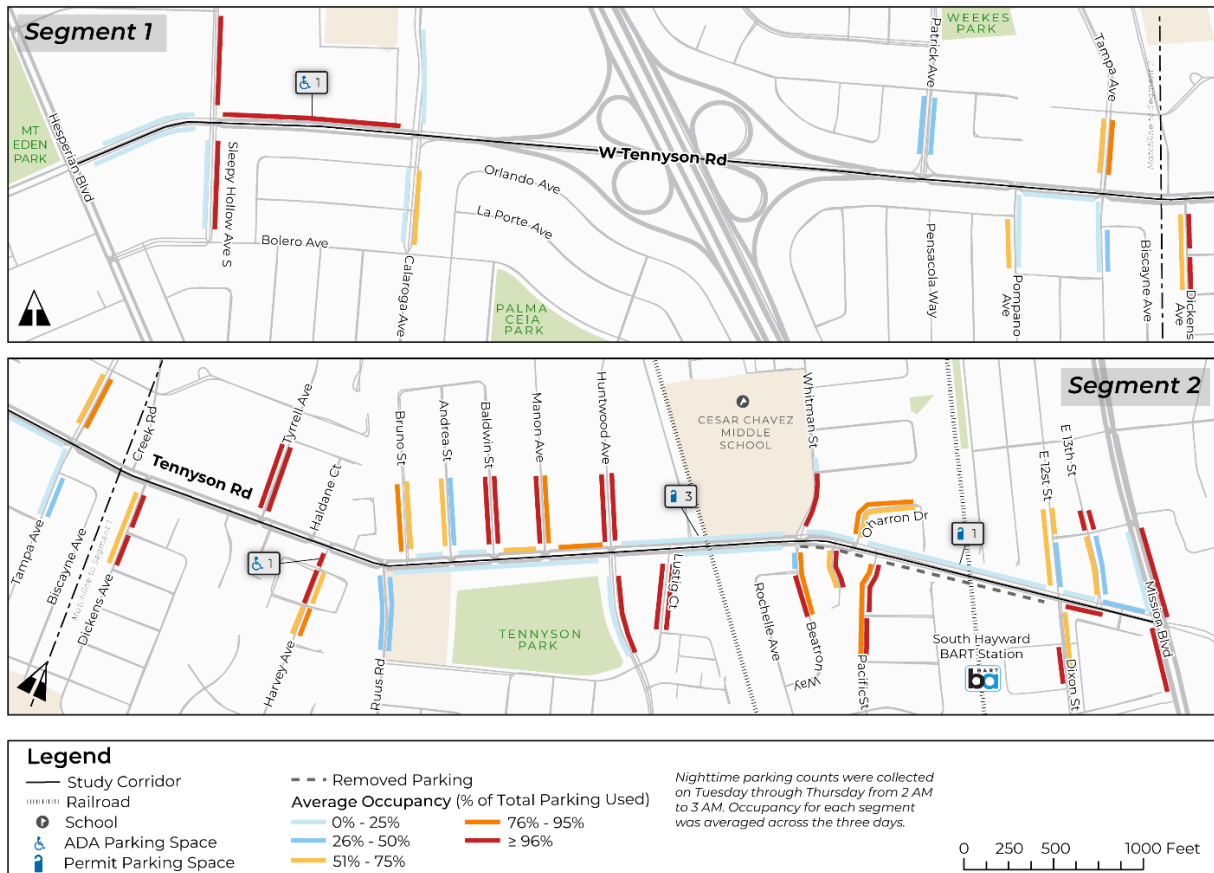 Segment 1
WEEKES
PARK
Patrick Ave
Tampa Ave
1
MT
EDEN
PARK
Hesperian Blvd
Sleepy Hollow Ave S
W Tennyson Rd
Orlando Ave
La Porte Ave
Bolero Ave
Calaroga Ave
PALMA
CEIA
PARK
Pensacola Way
Pompano
Ave
Biscayne Ave
Dickens
Ave
Segment 2
Creek Rd
Tennyson Rd
Tyrrell Ave
Haldane Ct
Bruno St
Andrea St
Baldwin St
Manon Ave
Huntwood Ave
Whitman St
CESAR CHAVEZ
MIDDLE
SCHOOL
3
Oharron Dr
1
E 12st St
E 13th St
Tampa Ave
Biscayne Ave
Matchline to Segment 1
Dickens Ave
1
Harvey Ave
Ruus Rd
TENNYSON
PARK
Lustig Ct
Rochelle Ave
Beatron Way
Pacific St
South Hayward
BART Station
BART
ba
Dixon St
Mission Blvd
Legend
Study Corridor
Railroad
School
ADA Parking Space
Permit Parking Space
Removed Parking
Average Occupancy (% of Total Parking Used)
0% - 25%
26% - 50%
51% - 75%
76% - 95%
≥ 96%
Nighttime parking counts were collected
on Tuesday through Thursday from 2 AM
to 3 AM. Occupancy for each segment
was averaged across the three days.
0 250 500 1000 Feet